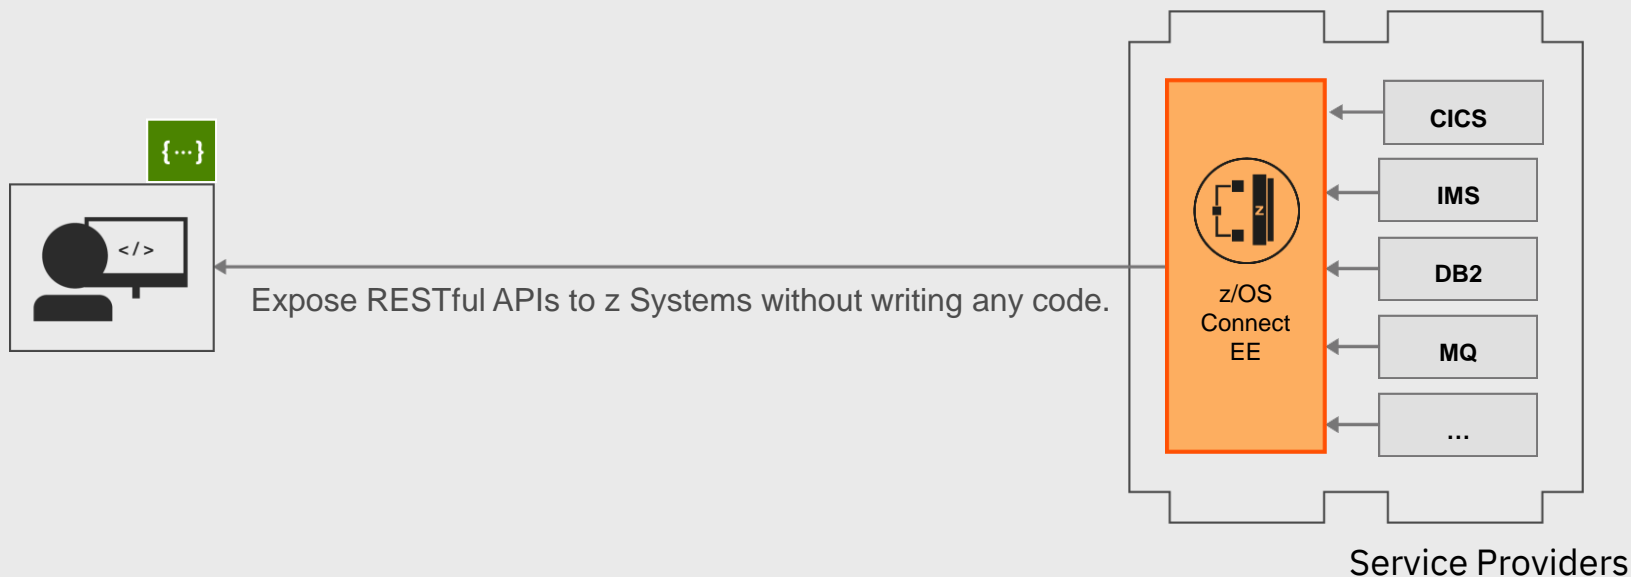 {...}
</>
Expose RESTful APIs to z Systems without writing any code.
z
z/OS
Connect
EE
CICS
IMS
DB2
MQ
...
Service Providers